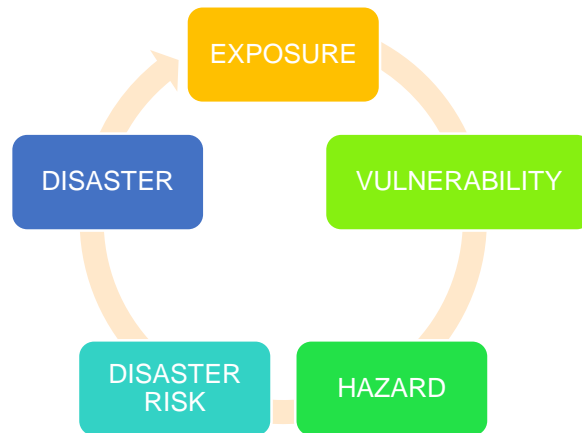 EXPOSURE
VULNERABILITY
HAZARD
DISASTER
RISK
DISASTER